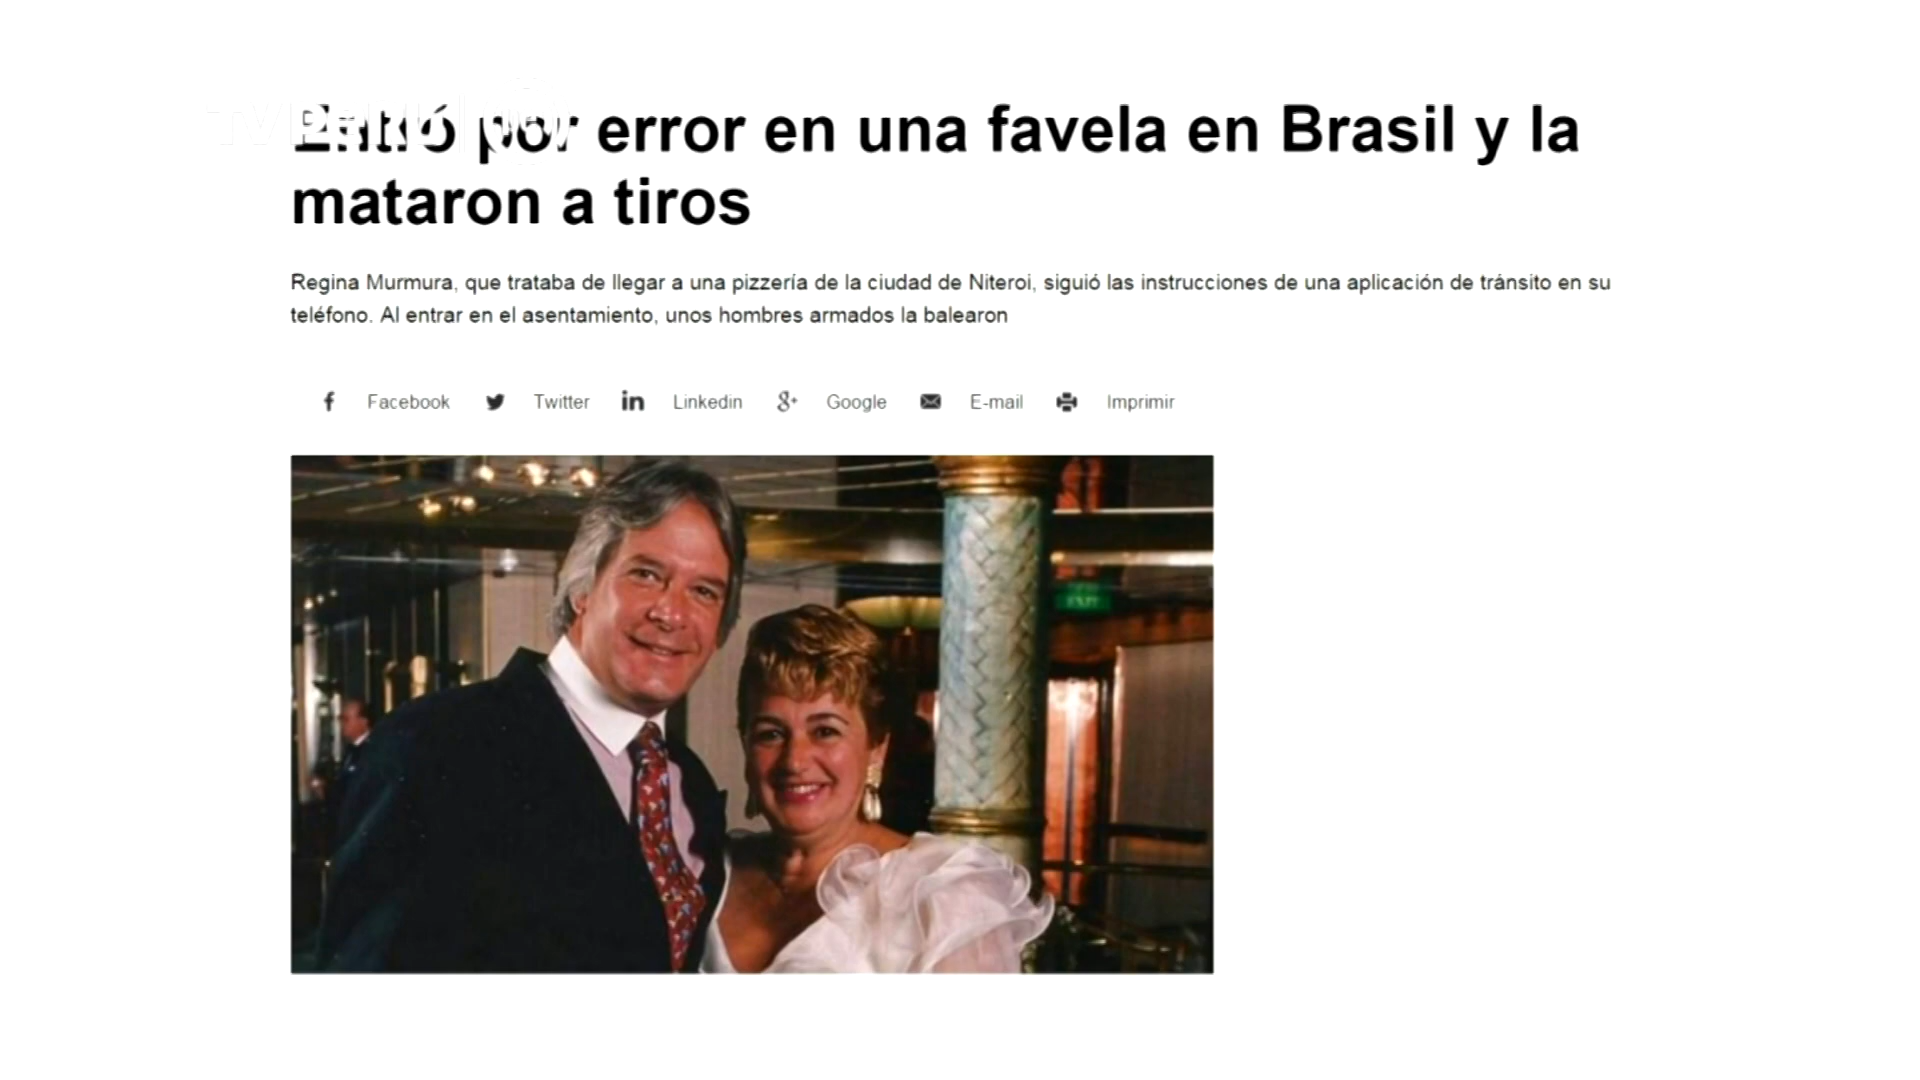 TVPERÚ
Entró por error en una favela en Brasil y la
mataron a tiros
Regina Murmura, que trataba de llegar a una pizzería de la ciudad de Niteroi, siguió las instrucciones de una aplicación de tránsito en su
teléfono. Al entrar en el asentamiento, unos hombres armados la balearon
Facebook Twitter Linkedin Google E-mail Imprimir
EXIT